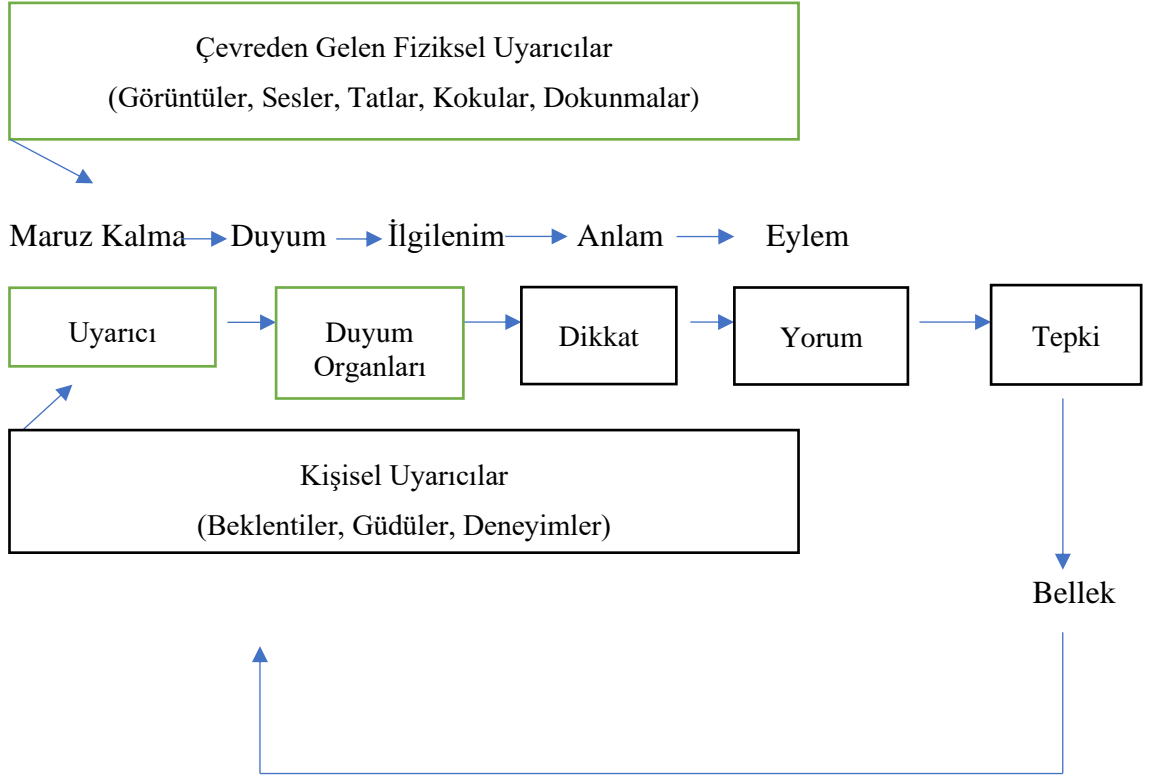 Çevreden Gelen Fiziksel Uyarıcılar
(Görüntüler, Sesler, Tatlar, Kokular, Dokunmalar)
Maruz Kalma Duyum İlgilenim Anlam Eylem
Uyarıcı
Duyum
Organları
Dikkat
Yorum
Tepki
Kişisel Uyarıcılar
(Beklentiler, Güdüler, Deneyimler)
Bellek